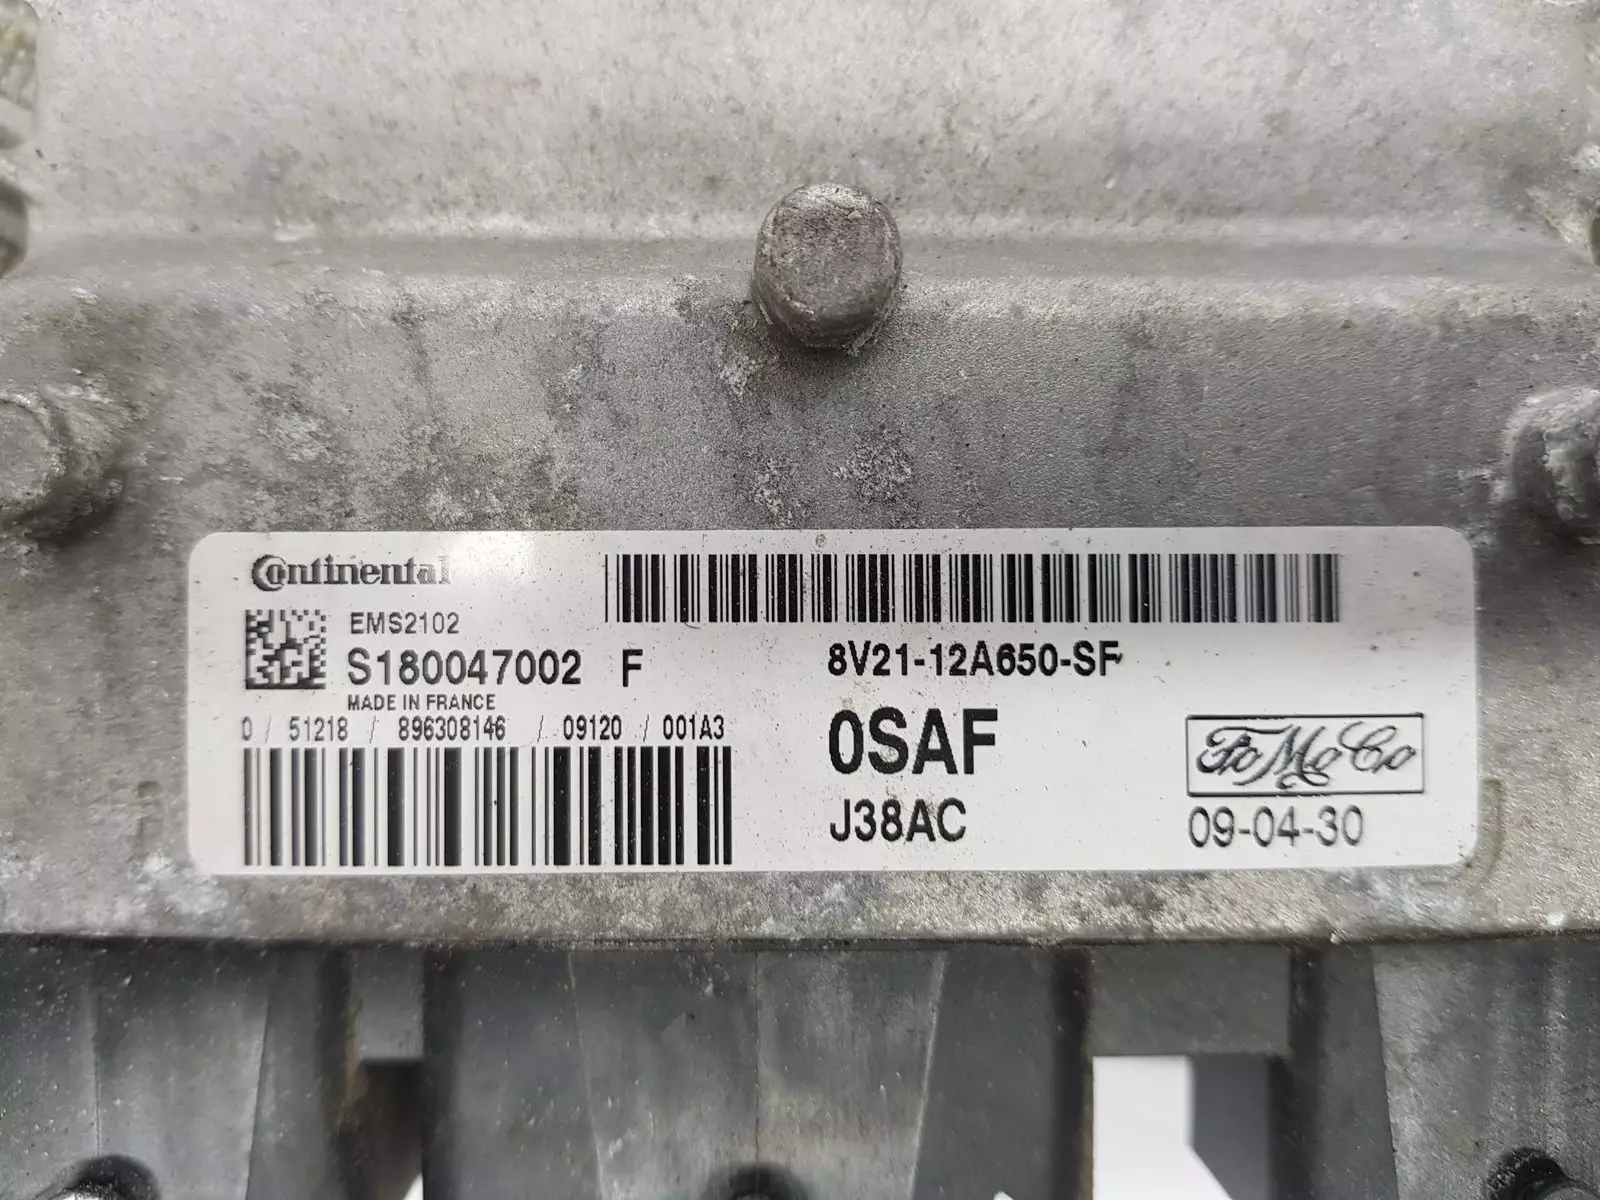 Continental
EMS2102
S180047002 F
MADE IN FRANCE
0 / 51218 / 896308146 / 09120 / 001A3
8V21-12A650-SF
0SAF
J38AC
FoMoCo
09-04-30